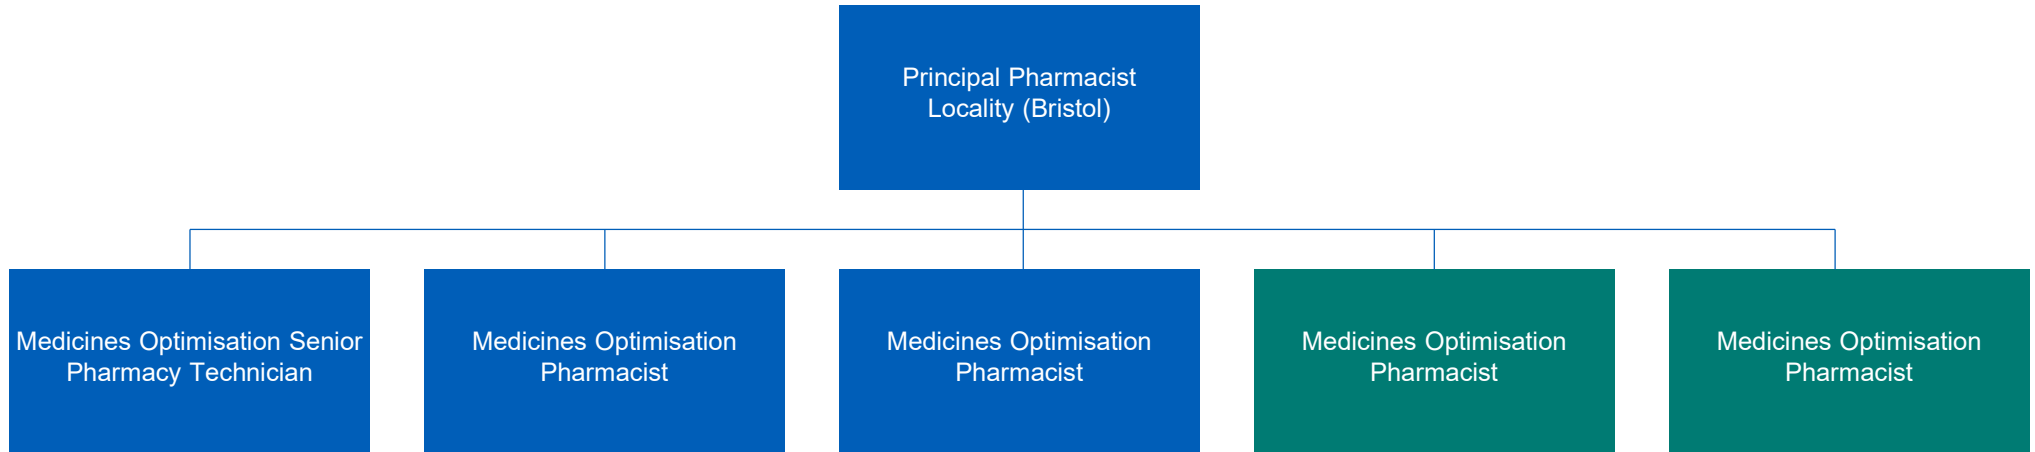 Principal Pharmacist
Locality (Bristol)
Medicines Optimisation Senior
Pharmacy Technician
Medicines Optimisation
Pharmacist
Medicines Optimisation
Pharmacist
Medicines Optimisation
Pharmacist
Medicines Optimisation
Pharmacist